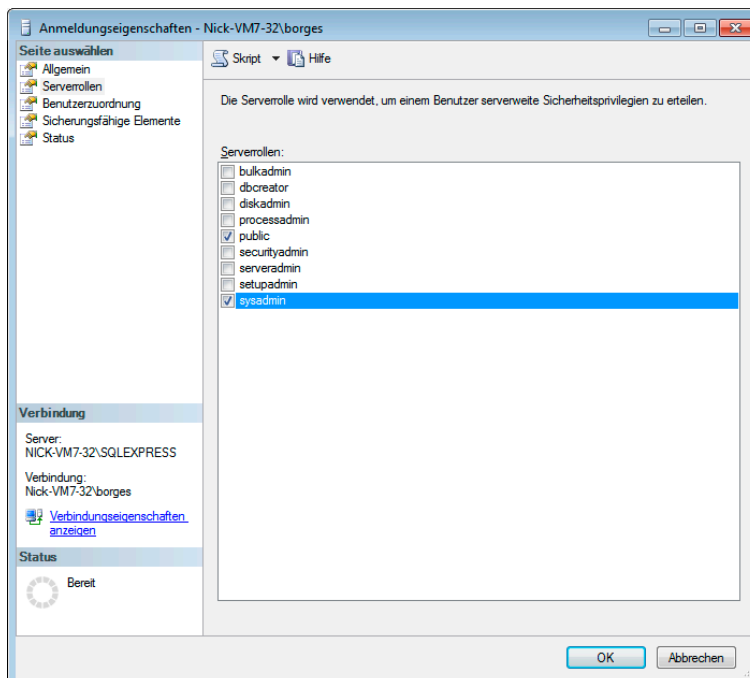 Anmeldungseigenschaften - Nick-VM7-32\borges
Seite auswählen
Allgemein
Serverrollen
Benutzerzuordnung
Sicherungsfähige Elemente
Status
Skript
Hilfe
Die Serverrolle wird verwendet, um einem Benutzer serverweite Sicherheitsprivilegien zu erteilen.
Serverrollen:
bulkadmin
dbcreator
diskadmin
processadmin
public
securityadmin
serveradmin
setupadmin
sysadmin
Verbindung
Server:
NICK-VM7-32\SQLEXPRESS
Verbindung:
Nick-VM7-32\borges
Verbindungseigenschaften
anzeigen
Status
Bereit
OK
Abbrechen